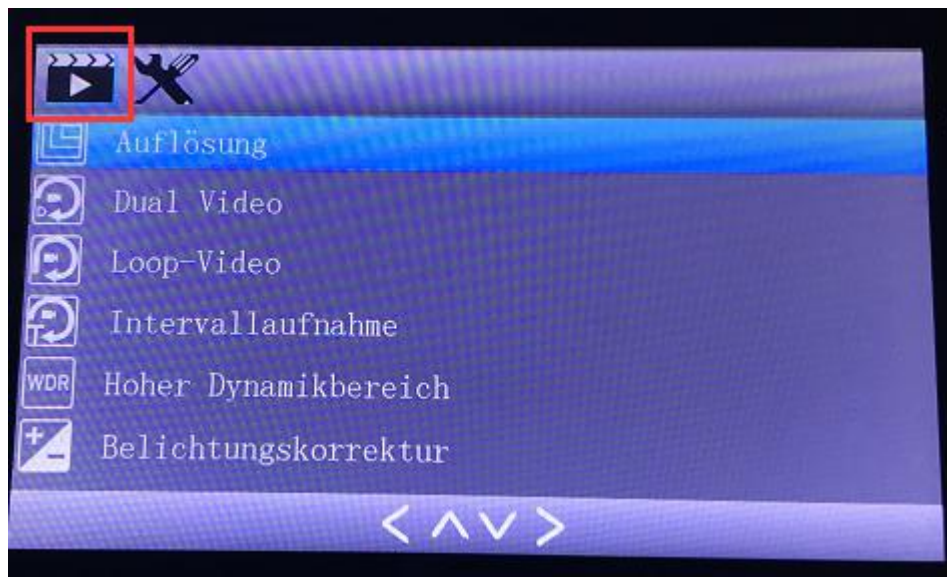 Auflösung
Dual Video
Loop-Video
Intervallaufnahme
WDR Hoher Dynamikbereich
Belichtungskorrektur